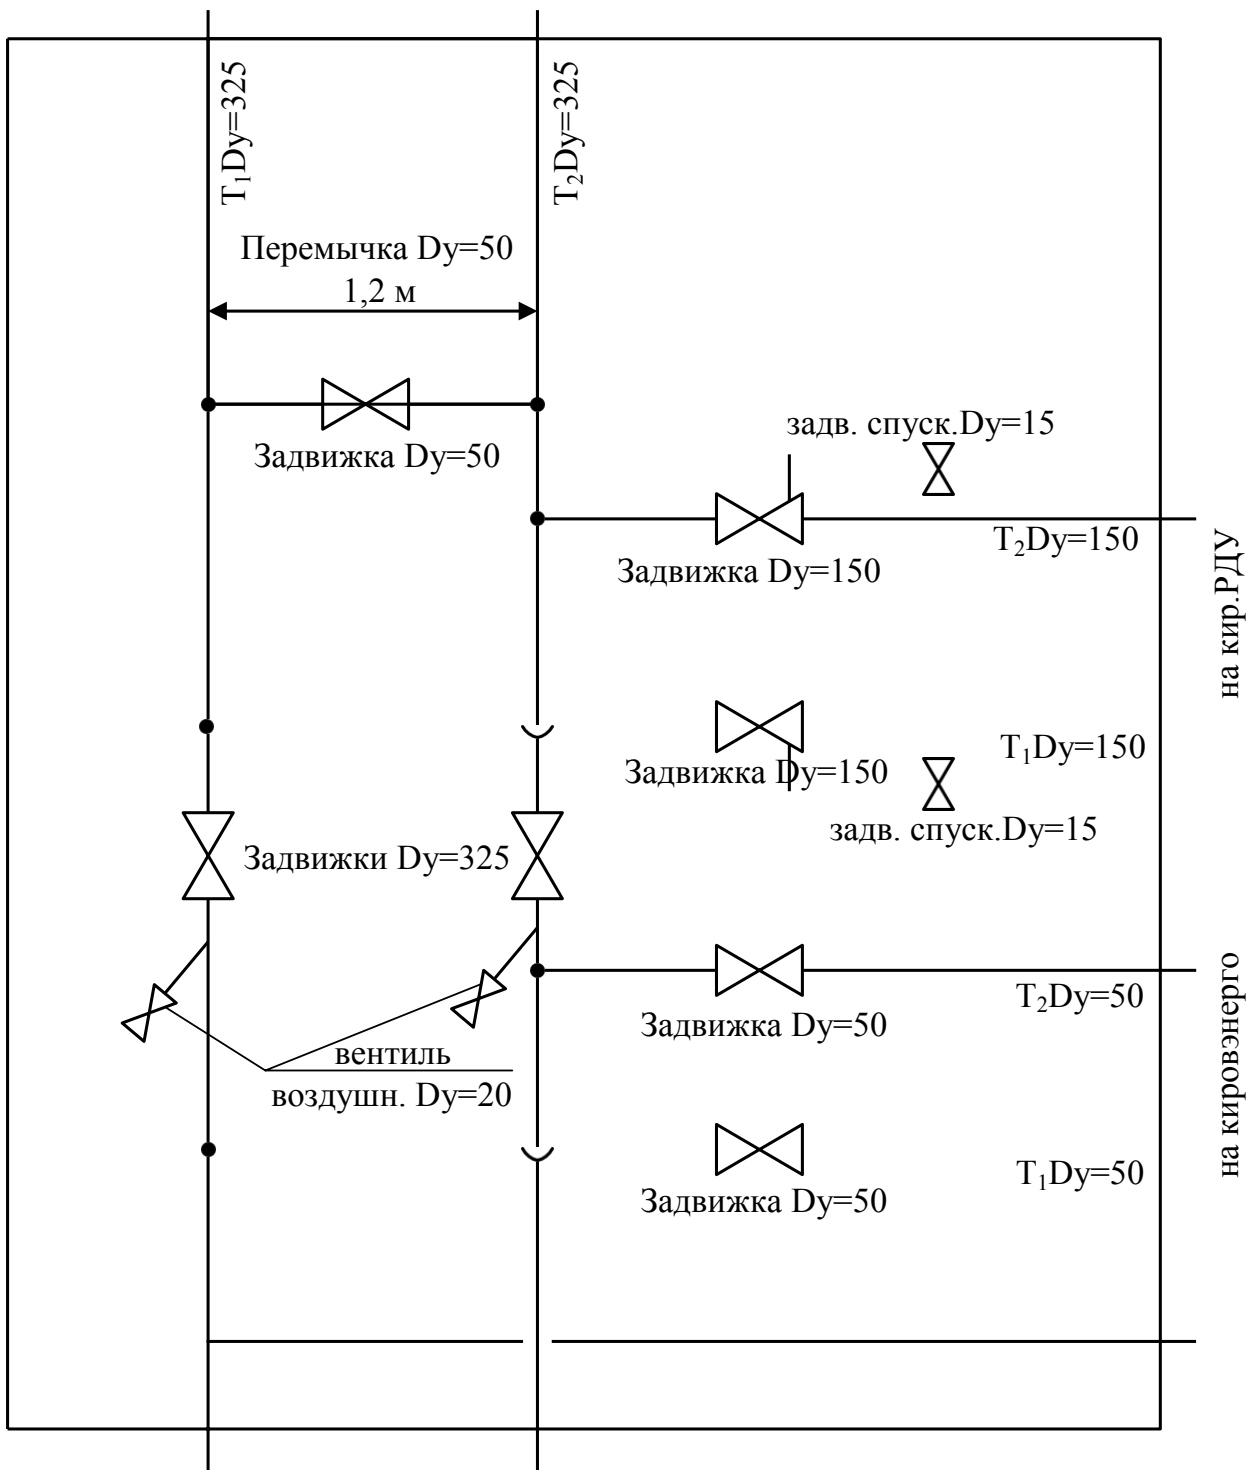 T₁Dy=325
T₂Dy=325
Перемычка Dy=50
1,2 м
Задвижка Dy=50
задв. спуск.Dy=15
T₂Dy=150
Задвижка Dy=150
на кир.РДУ
T₁Dy=150
Задвижка Dy=150
задв. спуск.Dy=15
Задвижки Dy=325
на кировэнерго
T₂Dy=50
Задвижка Dy=50
вентиль
воздушн. Dy=20
T₁Dy=50
Задвижка Dy=50